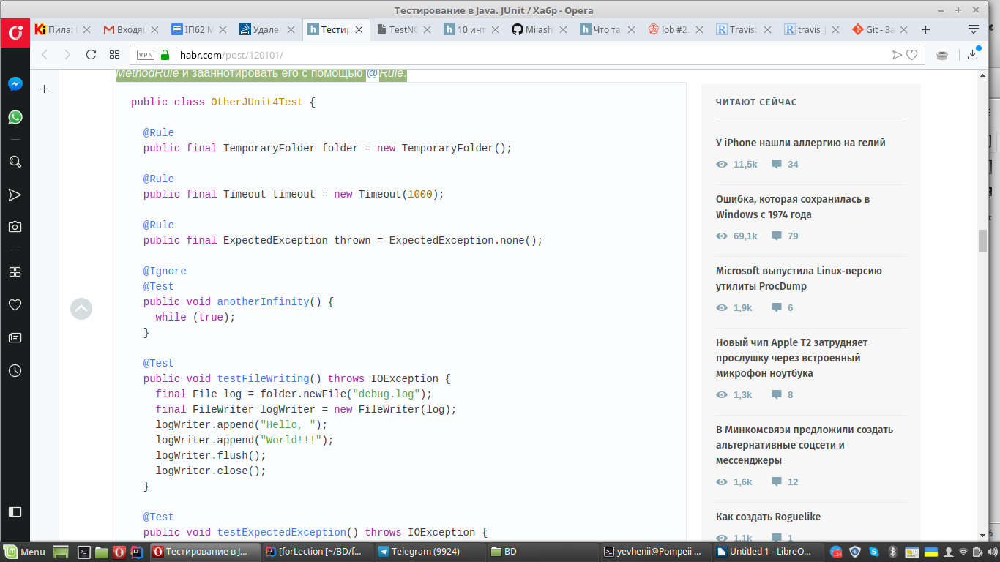 Тестирование в Java. JUnit / Хабр - Opera
Пила:
Входящ
ІП62 М
Удален
Тестир
TestNG
10 инт
Milash
Что та
Job #2.
Travis:
travis_j
Git - За
VPN
habr.com/post/120101/
MethodRule и зааннотировать его с помощью @Rule.
public class OtherJUnit4Test {
@Rule
public final TemporaryFolder folder = new TemporaryFolder();
@Rule
public final Timeout timeout = new Timeout(1000);
@Rule
public final ExpectedException thrown = ExpectedException.none();
@Ignore
@Test
public void anotherInfinity() {
while (true);
}
@Test
public void testFileWriting() throws IOException {
final File log = folder.newFile("debug.log");
final FileWriter logWriter = new FileWriter(log);
logWriter.append("Hello, ");
logWriter.append("World!!!");
logWriter.flush();
logWriter.close();
}
@Test
public void testExpectedException() throws IOException {
ЧИТАЮТ СЕЙЧАС
У iPhone нашли аллергию на гелий
11,5k 34
Ошибка, которая сохранилась в
Windows с 1974 года
69,1k 79
Microsoft выпустила Linux-версию
утилиты ProcDump
1,9k 6
Новый чип Apple T2 затрудняет
прослушку через встроенный
микрофон ноутбука
1,3k 8
В Минкомсвязи предложили создать
альтернативные соцсети и
мессенджеры
1,6k 12
Как создать Roguelike
1,1k 1
Menu
Тестирование в J...
[forLection [~/BD/f...
Telegram (9924)
BD
yevhenii@Pompeii ...
Untitled 1 - LibreO...